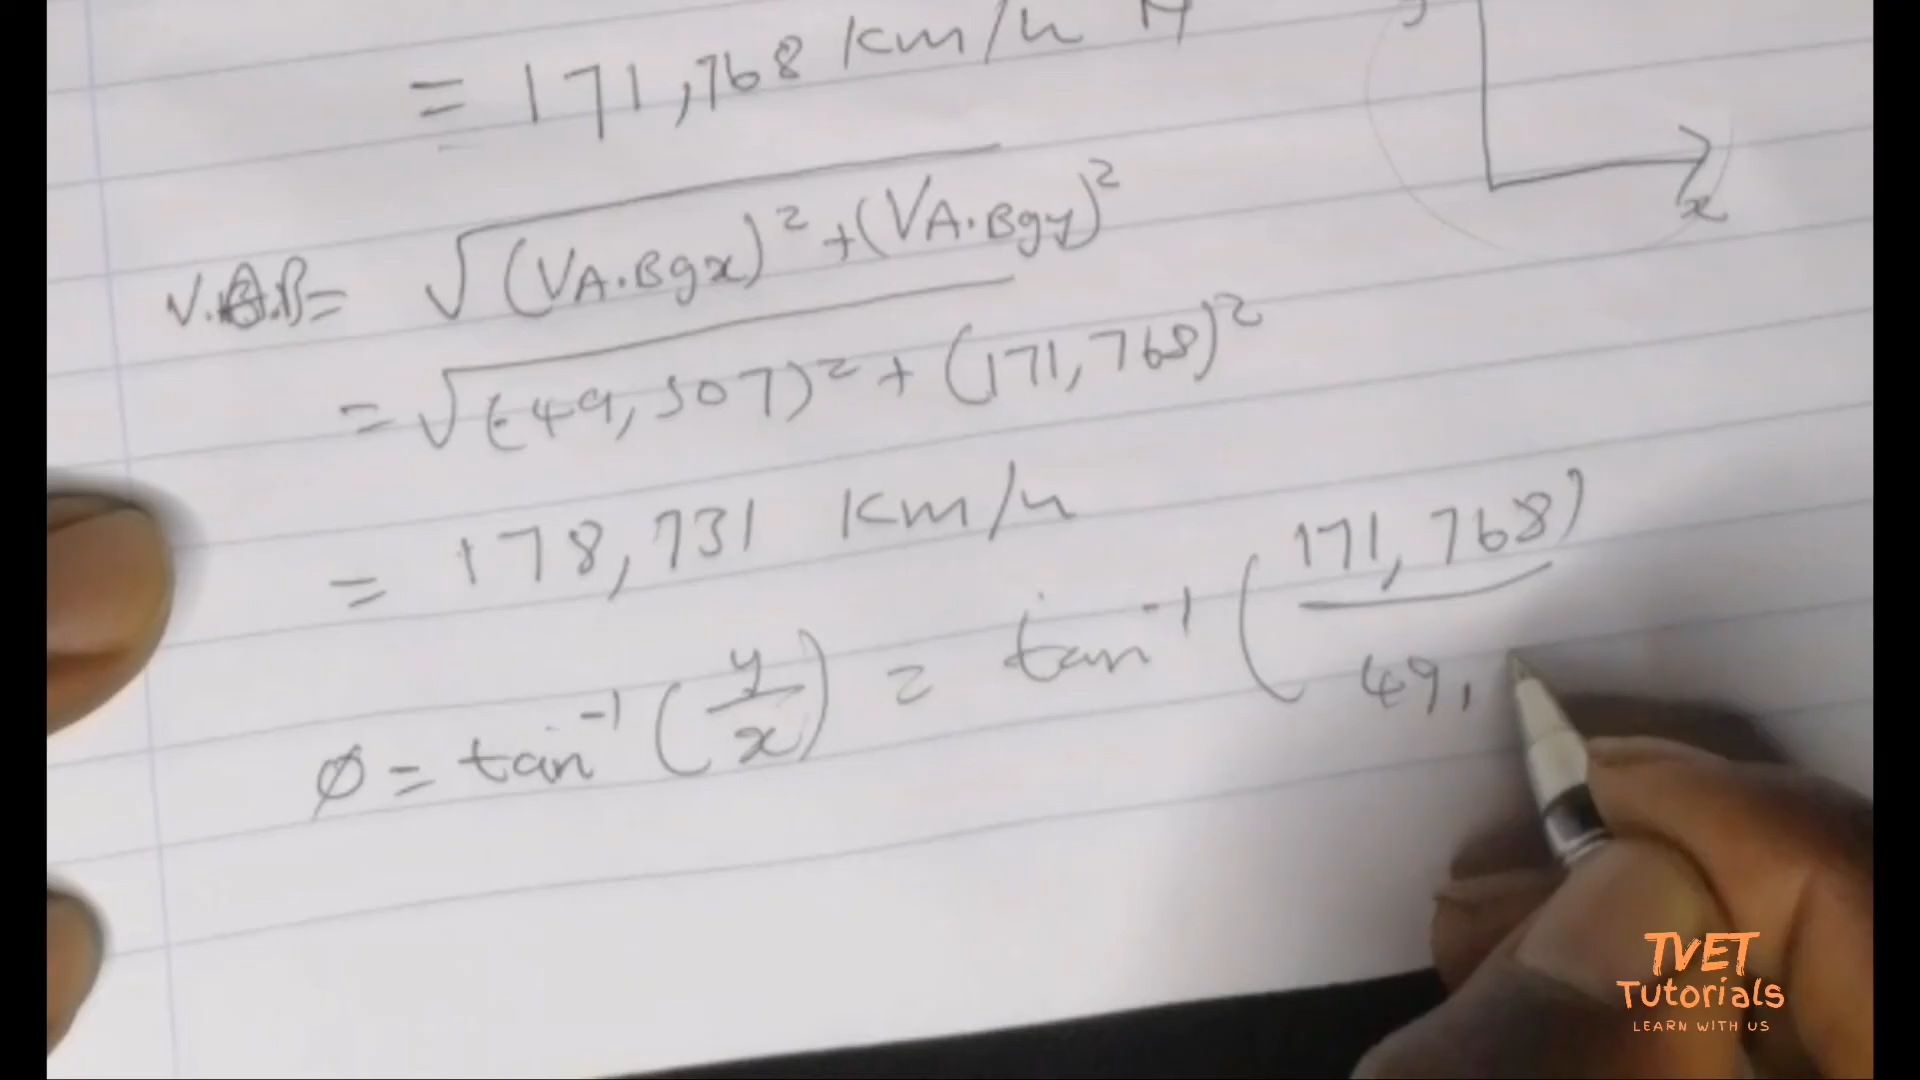 = 171,768 km/h N
y
x
V.A.B = √(VA.Bgx)² + (VA.Bgy)²
= √(-49,507)² + (171,768)²
= 178,731 km/h
ø = tan⁻¹ (y/x) = tan⁻¹ (171,768)/49,
TVET
Tutorials
LEARN WITH US